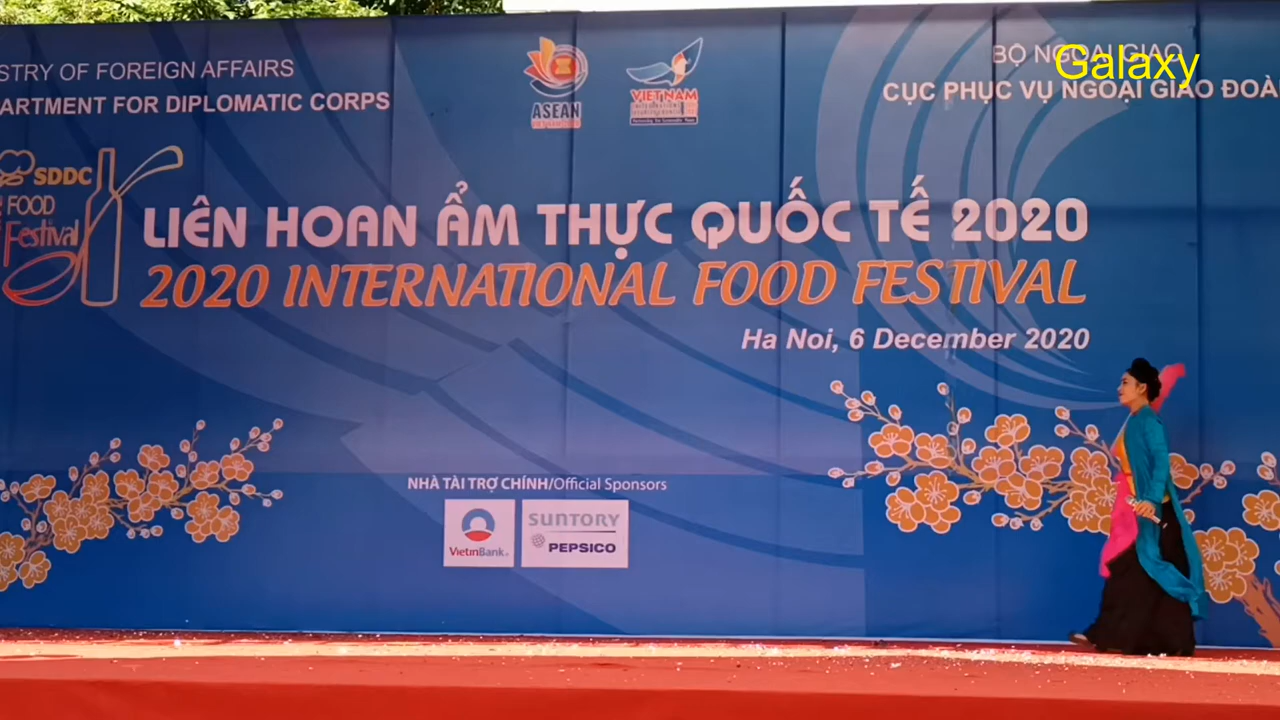 Galaxy
STRY OF FOREIGN AFFAIRS
ARTMENT FOR DIPLOMATIC CORPS
ASEAN
VIETNAM
BỘ NGOẠI GIAO
CỤC PHỤC VỤ NGOẠI GIAO ĐOÀ
SDDC
FOOD
Festival
LIÊN HOAN ẨM THỰC QUỐC TẾ 2020
2020 INTERNATIONAL FOOD FESTIVAL
Ha Noi, 6 December 2020
NHÀ TÀI TRỢ CHÍNH/Official Sponsors
VietinBank
SUNTORY
PEPSICO